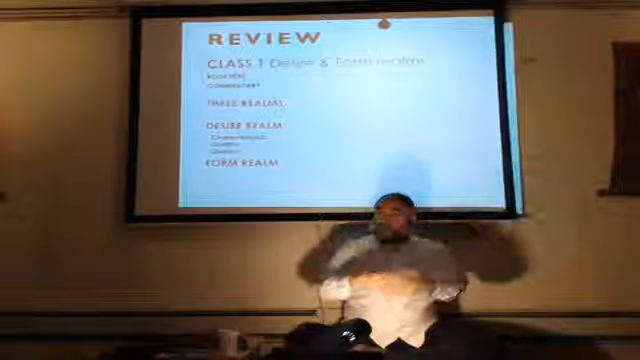 REVIEW
CLASS 1 Desire & Form realms
ROOT TEXT
COMMENTARY
THREE REALMS
DESIRE REALM
FORM REALM